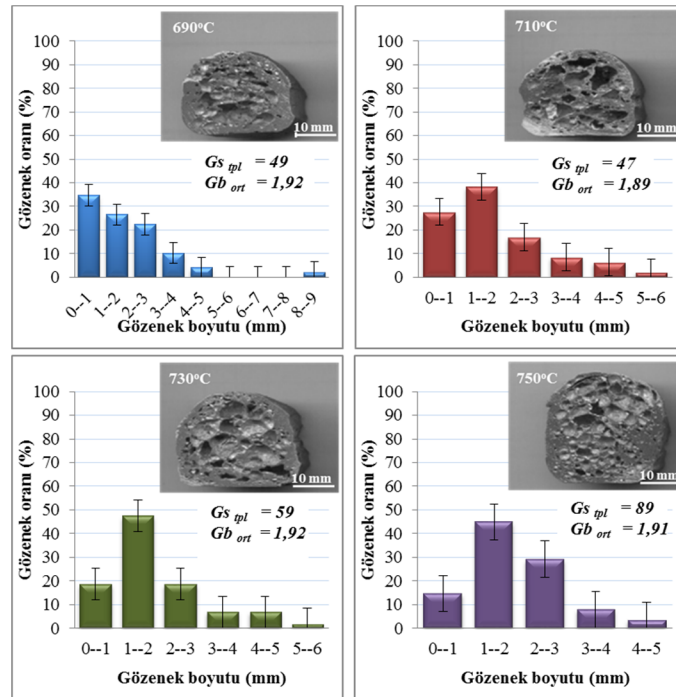 690°C
10 mm
Gs tpl = 49
Gb ort = 1,92
Gözenek oranı (%)
100
90
80
70
60
50
40
30
20
10
0
0--1 1--2 2--3 3--4 4--5 5--6 6--7 7--8 8--9
Gözenek boyutu (mm)
710°C
10 mm
Gs tpl = 47
Gb ort = 1,89
Gözenek oranı (%)
100
90
80
70
60
50
40
30
20
10
0
0--1 1--2 2--3 3--4 4--5 5--6
Gözenek boyutu (mm)
730°C
10 mm
Gs tpl = 59
Gb ort = 1,92
Gözenek oranı (%)
100
90
80
70
60
50
40
30
20
10
0
0--1 1--2 2--3 3--4 4--5 5--6
Gözenek boyutu (mm)
750°C
10 mm
Gs tpl = 89
Gb ort = 1,91
Gözenek oranı (%)
100
90
80
70
60
50
40
30
20
10
0
0--1 1--2 2--3 3--4 4--5
Gözenek boyutu (mm)